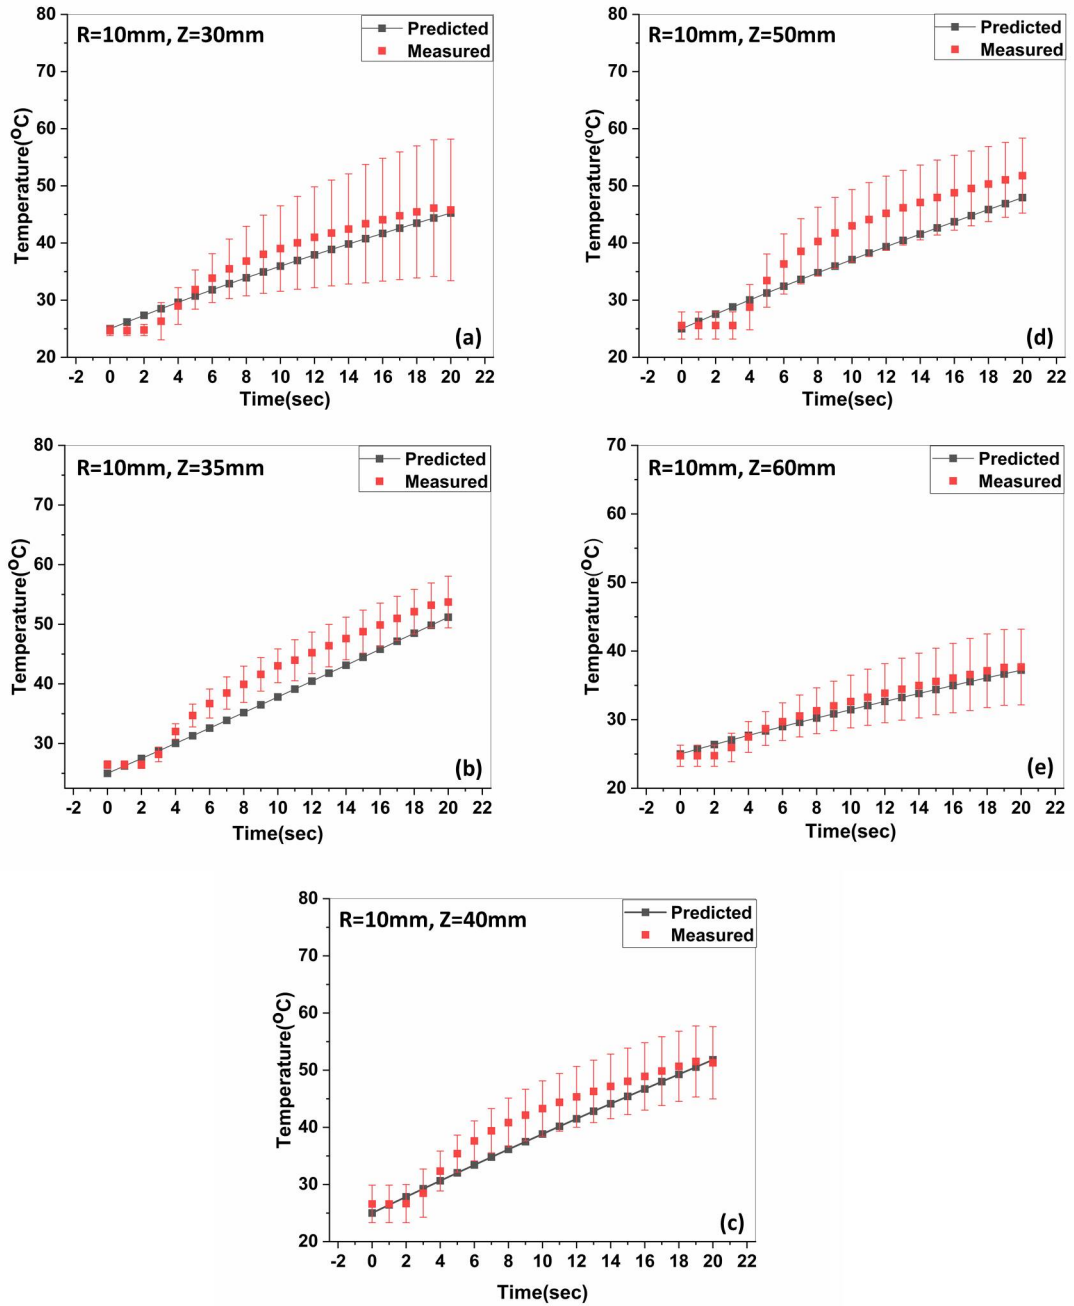 R=10mm, Z=30mm
Predicted
Measured
80
70
60
50
40
30
20
Temperature(°C)
(a)
-2 0 2 4 6 8 10 12 14 16 18 20 22
Time(sec)
R=10mm, Z=50mm
Predicted
Measured
80
70
60
50
40
30
20
Temperature(°C)
(d)
-2 0 2 4 6 8 10 12 14 16 18 20 22
Time(sec)
R=10mm, Z=35mm
Predicted
Measured
80
70
60
50
40
30
Temperature(°C)
(b)
-2 0 2 4 6 8 10 12 14 16 18 20 22
Time(sec)
R=10mm, Z=60mm
Predicted
Measured
70
60
50
40
30
20
Temperature(°C)
(e)
-2 0 2 4 6 8 10 12 14 16 18 20 22
Time(sec)
R=10mm, Z=40mm
Predicted
Measured
80
70
60
50
40
30
20
Temperature(°C)
(c)
-2 0 2 4 6 8 10 12 14 16 18 20 22
Time(sec)